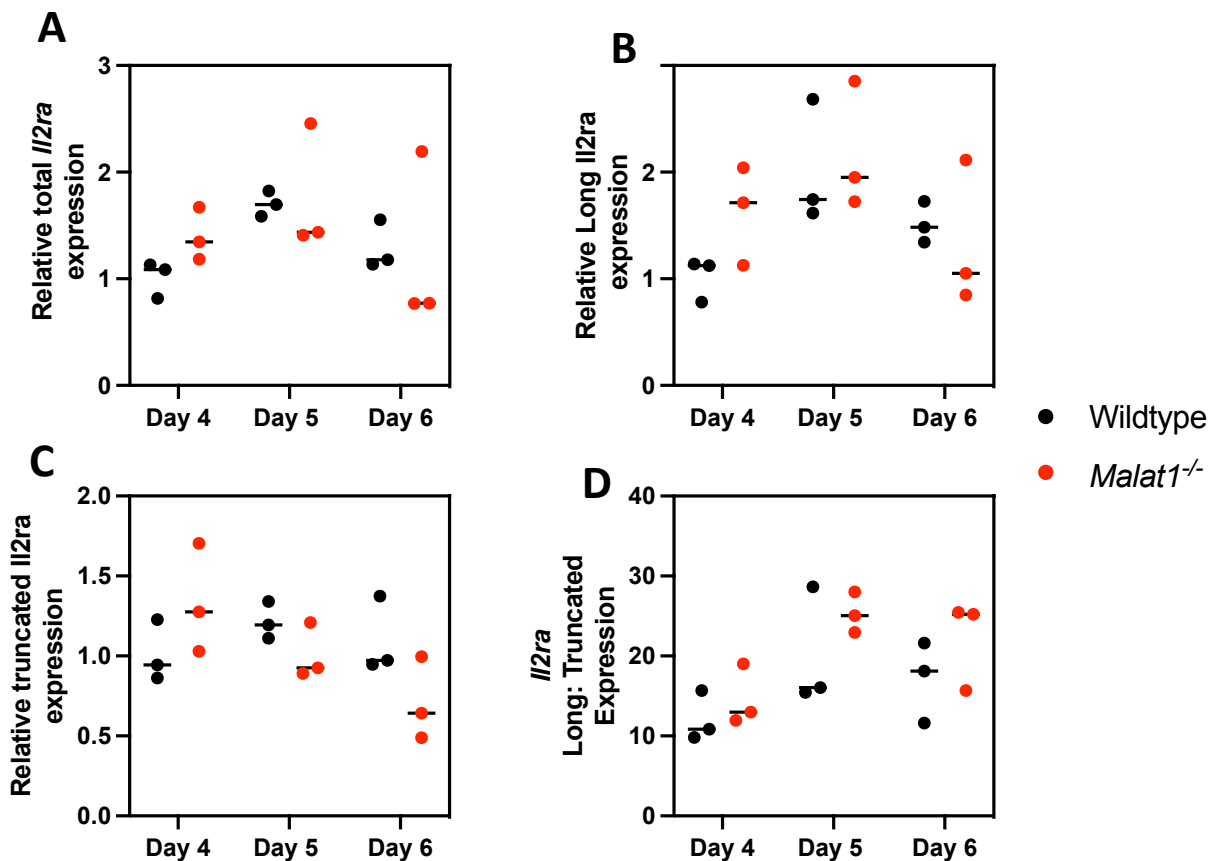 A
Relative total Il2ra
expression
3
2
1
0
Day 4 Day 5 Day 6
B
Relative Long Il2ra
expression
2
1
0
Day 4 Day 5 Day 6
Wildtype
Malat1-/-
C
Relative truncated Il2ra
expression
2.0
1.5
1.0
0.5
0.0
Day 4 Day 5 Day 6
D
Il2ra
Long: Truncated
Expression
40
30
20
10
0
Day 4 Day 5 Day 6